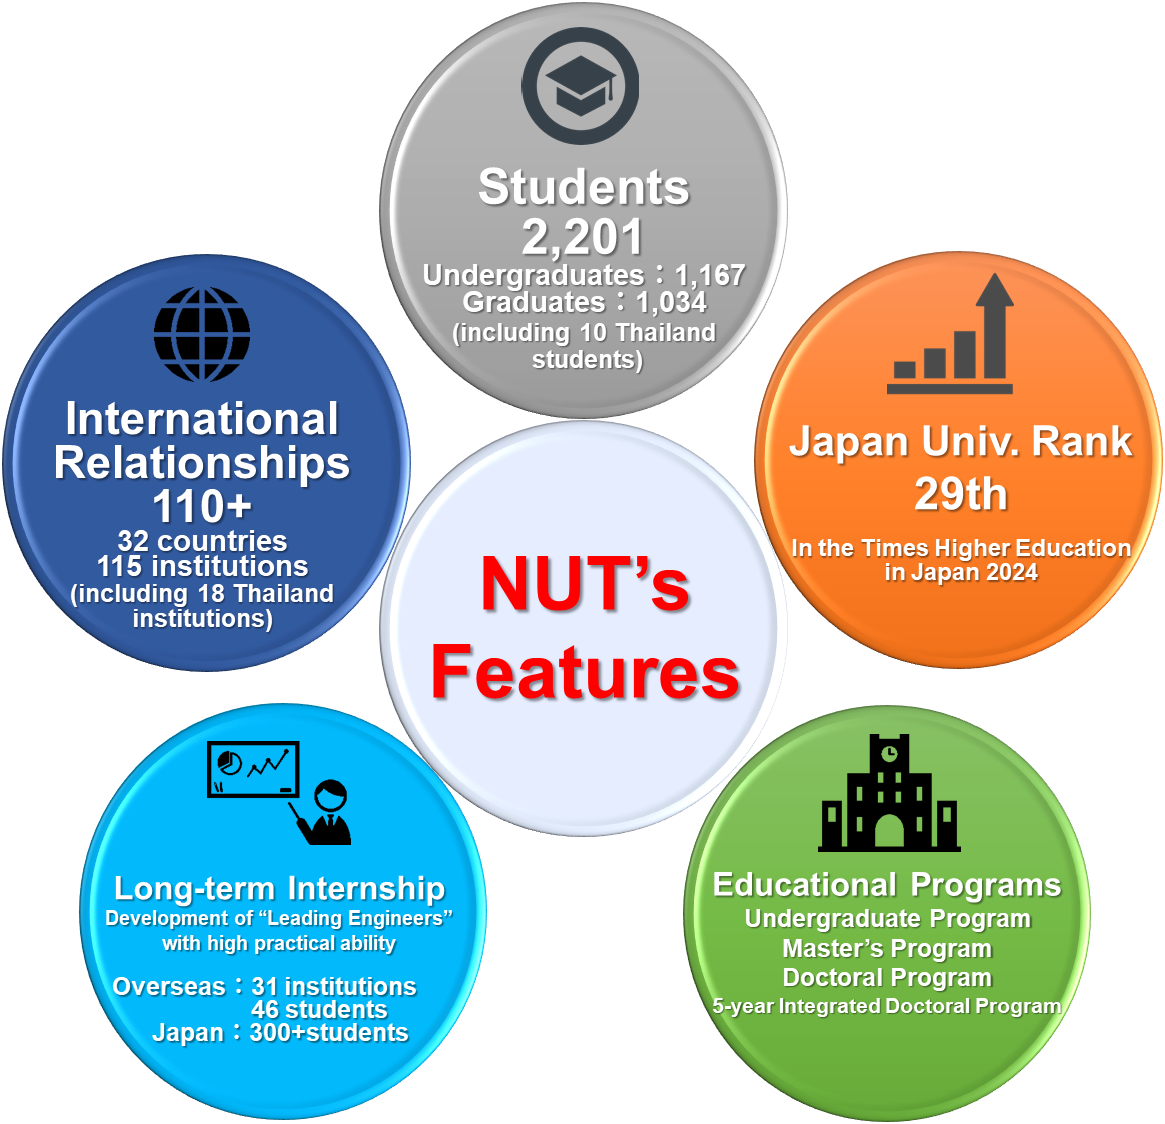 Students
2,201
Undergraduates：1,167
Graduates：1,034
(including 10 Thailand
students)
International
Relationships
110+
32 countries
115 institutions
(including 18 Thailand
institutions)
Japan Univ. Rank
29th
In the Times Higher Education
in Japan 2024
NUT’s
Features
Long-term Internship
Development of “Leading Engineers”
with high practical ability
Overseas：31 institutions
46 students
Japan：300+students
Educational Programs
Undergraduate Program
Master’s Program
Doctoral Program
5-year Integrated Doctoral Program